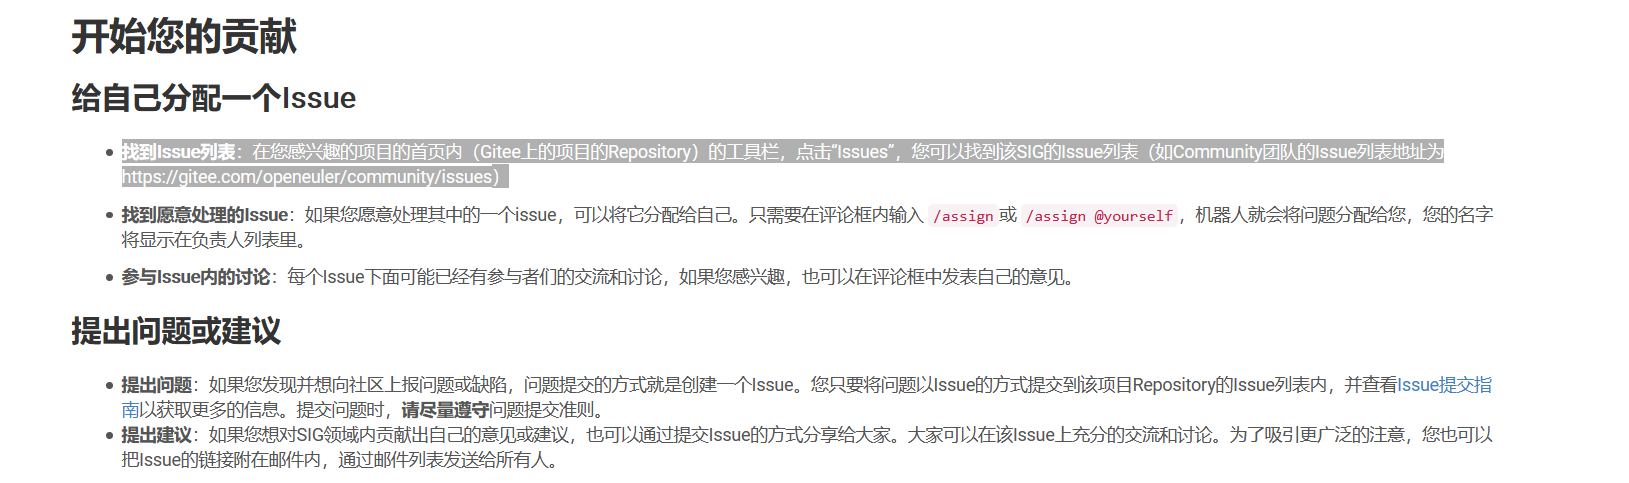 开始您的贡献
给自己分配一个Issue
找到Issue列表：在您感兴趣的项目的首页内（Gitee上的项目的Repository）的工具栏，点击“Issues”，您可以找到该SIG的Issue列表（如Community团队的Issue列表地址为
https://gitee.com/openeuler/community/issues）
找到愿意处理的Issue：如果您愿意处理其中的一个issue，可以将它分配给自己。只需要在评论框内输入 /assign 或 /assign @yourself，机器人就会将问题分配给您，您的名字
将显示在负责人列表里。
参与Issue内的讨论：每个Issue下面可能已经有参与者们的交流和讨论，如果您感兴趣，也可以在评论框中发表自己的意见。
提出问题或建议
提出问题：如果您发现并想向社区上报问题或缺陷，问题提交的方式就是创建一个Issue。您只要将问题以Issue的方式提交到该项目Repository的Issue列表内，并查看Issue提交指
南以获取更多的信息。提交问题时，请尽量遵守问题提交准则。
提出建议：如果您想对SIG领域内贡献出自己的意见或建议，也可以通过提交Issue的方式分享给大家。大家可以在该Issue上充分的交流和讨论。为了吸引更广泛的注意，您也可以
把Issue的链接附在邮件内，通过邮件列表发送给所有人。